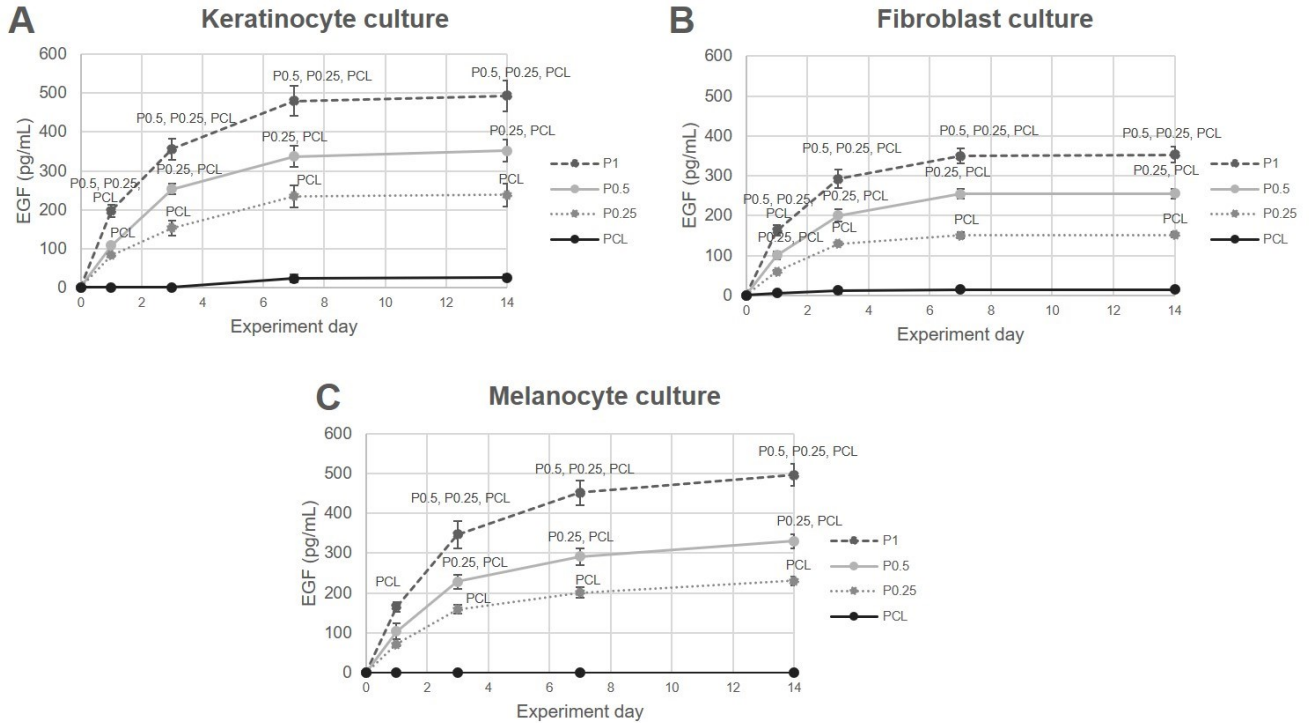 A
Keratinocyte culture
600
500
400
300
200
100
0
EGF (pg/mL)
P0.5, P0.25,
PCL
P0.5, P0.25, PCL
P0.5, P0.25, PCL
P0.5, P0.25, PCL
P0.25, PCL
P0.25, PCL
P0.25, PCL
PCL
PCL
PCL
PCL
0
2
4
6
8
10
12
14
Experiment day
P1
P0.5
P0.25
PCL
B
Fibroblast culture
600
500
400
300
200
100
0
EGF (pg/mL)
P0.5, P0.25,
PCL
P0.5, P0.25, PCL
P0.5, P0.25, PCL
P0.5, P0.25, PCL
P0.25, PCL
P0.25, PCL
P0.25, PCL
P0.25, PCL
PCL
PCL
PCL
0
2
4
6
8
10
12
14
Experiment day
P1
P0.5
P0.25
PCL
C
Melanocyte culture
600
500
400
300
200
100
0
EGF (pg/mL)
PCL
P0.5, P0.25, PCL
P0.5, P0.25, PCL
P0.5, P0.25, PCL
P0.25, PCL
P0.25, PCL
P0.25, PCL
PCL
PCL
PCL
0
2
4
6
8
10
12
14
Experiment day
P1
P0.5
P0.25
PCL